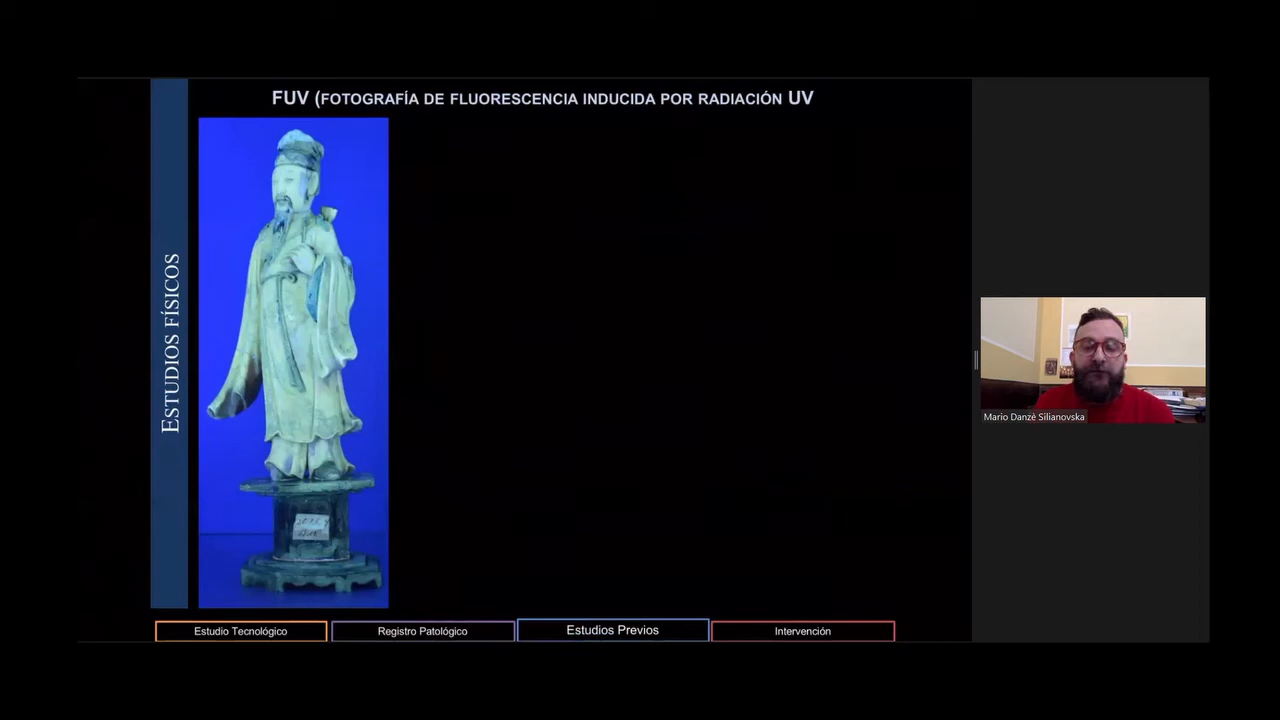 FUV (FOTOGRAFÍA DE FLUORESCENCIA INDUCIDA POR RADIACIÓN UV
ESTUDIOS FÍSICOS
Mario Danzè Silianovska
Estudio Tecnológico
Registro Patológico
Estudios Previos
Intervención